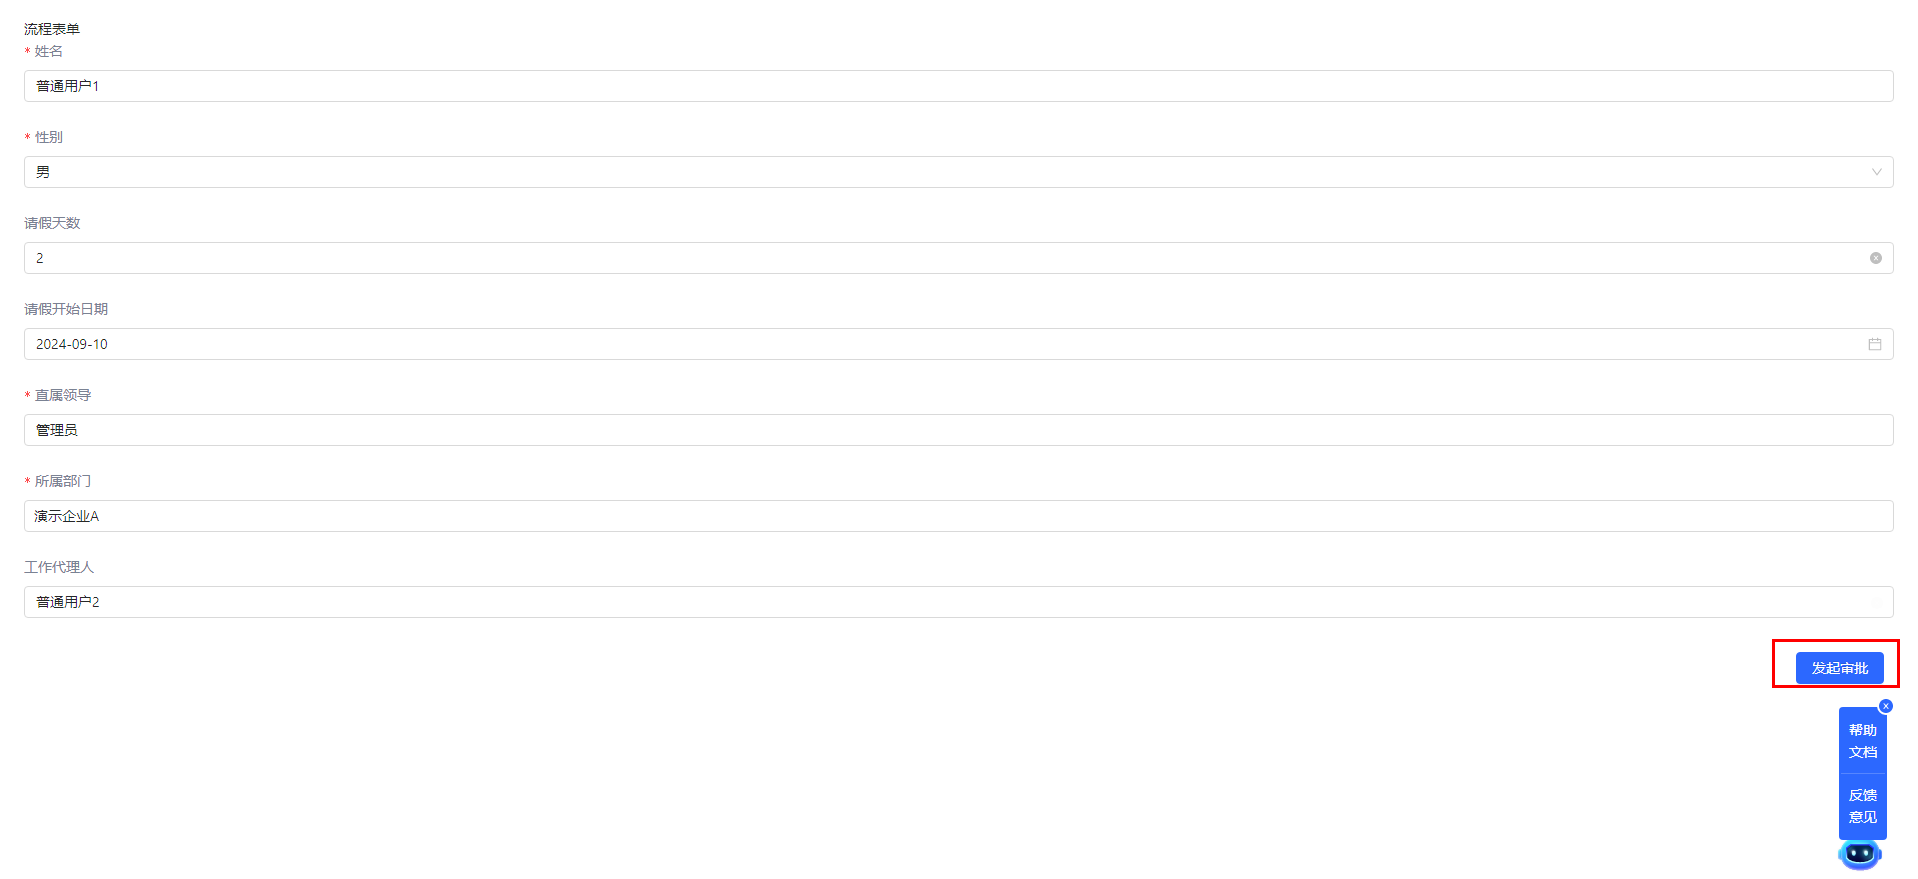 流程表单
* 姓名
普通用户1
* 性别
男
请假天数
2
请假开始日期
2024-09-10
* 直属领导
管理员
* 所属部门
演示企业A
工作代理人
普通用户2
发起审批
x
帮助
文档
反馈
意见